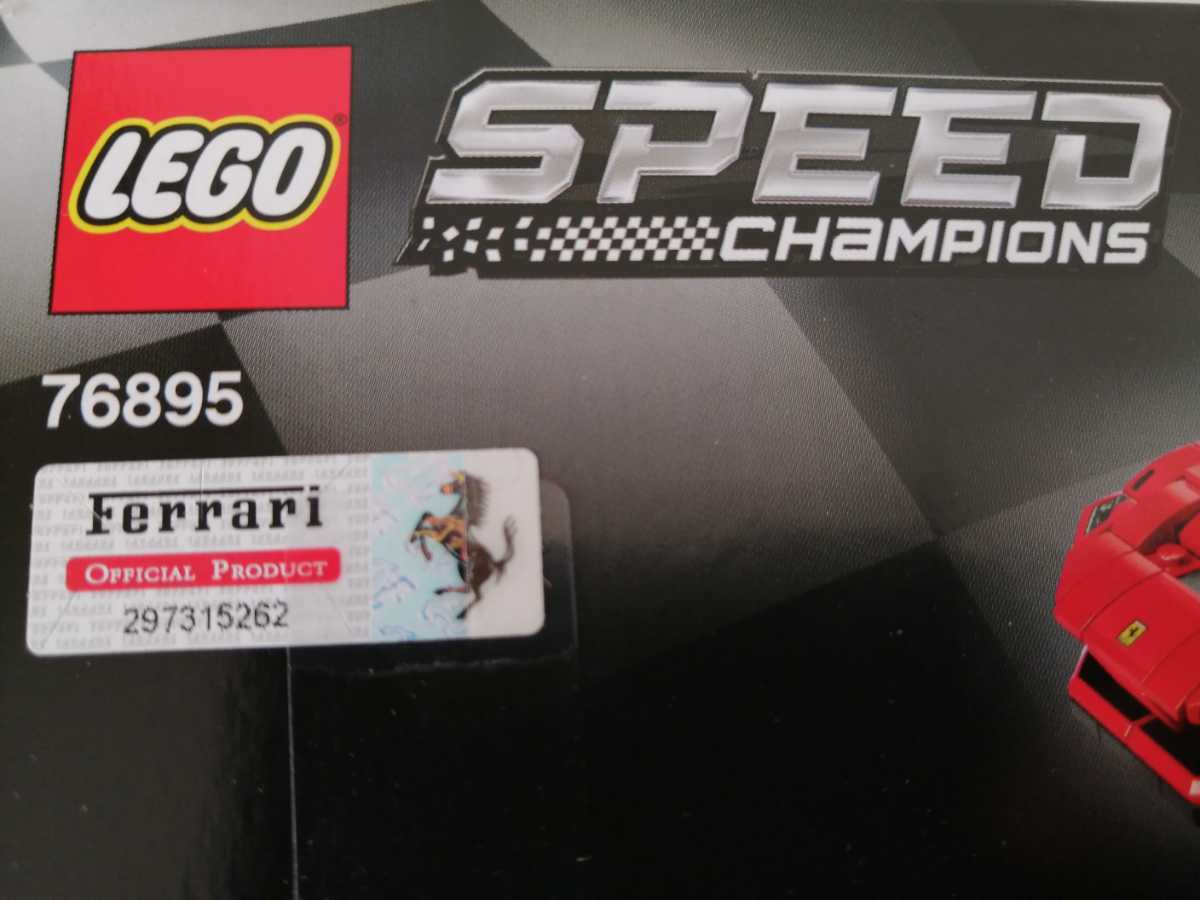 LEGO®
SPEED
CHAMPIONS
76895
Ferrari
OFFICIAL PRODUCT
297315262